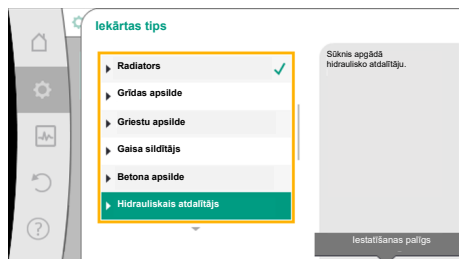 Iekārtas tips
Radiators
Grīdas apsilde
Griestu apsilde
Gaisa sildītājs
Betona apsilde
Hidrauliskais atdalītājs
Sūknis apgādā
hidraulisko atdalītāju.
Iestatīšanas palīgs
?